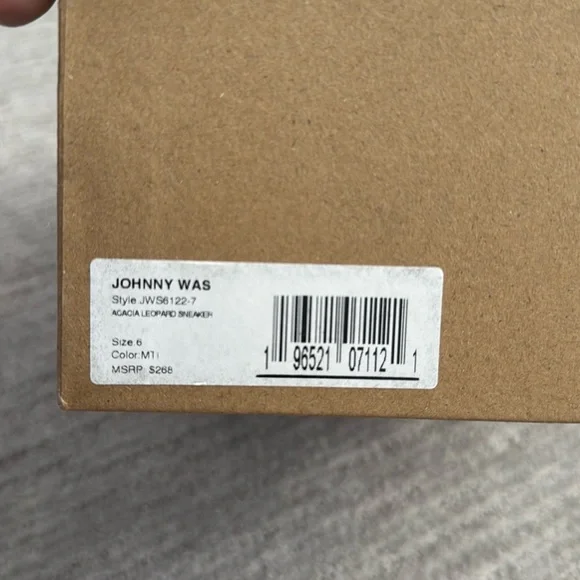 JOHNNY WAS
Style.JWS6122-7
ACACIA LEOPARD SNEAKER
Size.6
Color.MTI
MSRP $268
1 96521 07112 1